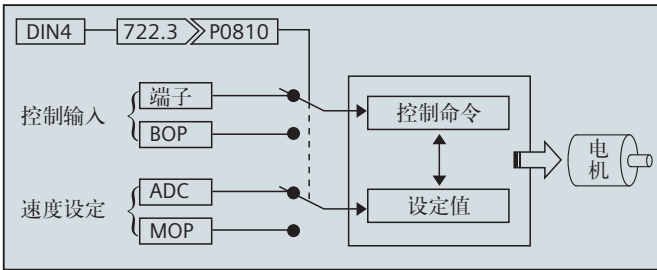 DIN4 722.3 P0810
控制输入
端子
BOP
速度设定
ADC
MOP
控制命令
设定值
电机